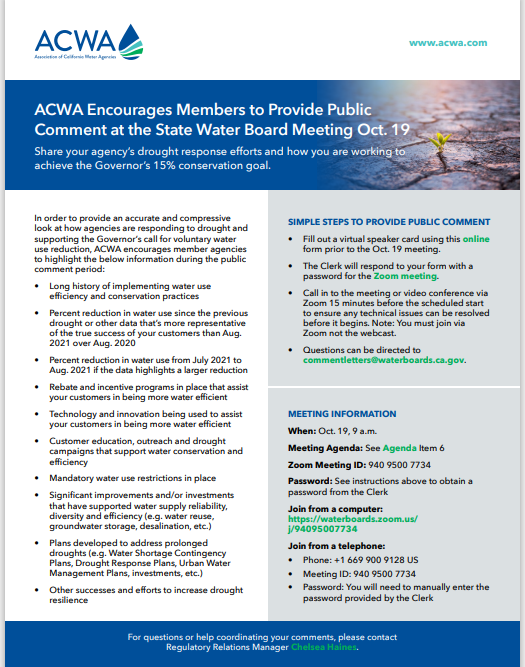 ACWA
Association of California Water Agencies
www.acwa.com
ACWA Encourages Members to Provide Public
Comment at the State Water Board Meeting Oct. 19
Share your agency's drought response efforts and how you are working to
achieve the Governor's 15% conservation goal.
In order to provide an accurate and compressive
look at how agencies are responding to drought and
supporting the Governor's call for voluntary water
use reduction, ACWA encourages member agencies
to highlight the below information during the public
comment period:
• Long history of implementing water use
efficiency and conservation practices
• Percent reduction in water use since the previous
drought or other data that's more representative
of the true success of your customers than Aug.
2021 over Aug. 2020
• Percent reduction in water use from July 2021 to
Aug. 2021 if the data highlights a larger reduction
• Rebate and incentive programs in place that assist
your customers in being more water efficient
• Technology and innovation being used to assist
your customers in being more water efficient
• Customer education, outreach and drought
campaigns that support water conservation and
efficiency
• Mandatory water use restrictions in place
• Significant improvements and/or investments
that have supported water supply reliability,
diversity and efficiency (e.g. water reuse,
groundwater storage, desalination, etc.)
• Plans developed to address prolonged
droughts (e.g. Water Shortage Contingency
Plans, Drought Response Plans, Urban Water
Management Plans, investments, etc.)
• Other successes and efforts to increase drought
resilience
SIMPLE STEPS TO PROVIDE PUBLIC COMMENT
• Fill out a virtual speaker card using this online
form prior to the Oct. 19 meeting.
• The Clerk will respond to your form with a
password for the Zoom meeting.
• Call in to the meeting or video conference via
Zoom 15 minutes before the scheduled start
to ensure any technical issues can be resolved
before it begins. Note: You must join via
Zoom not the webcast.
• Questions can be directed to
commentletters@waterboards.ca.gov.
MEETING INFORMATION
When: Oct. 19, 9 a.m.
Meeting Agenda: See Agenda Item 6
Zoom Meeting ID: 940 9500 7734
Password: See instructions above to obtain a
password from the Clerk
Join from a computer:
https://waterboards.zoom.us/
j/94095007734
Join from a telephone:
• Phone: +1 669 900 9128 US
• Meeting ID: 940 9500 7734
• Password: You will need to manually enter the
password provided by the Clerk
For questions or help coordinating your comments, please contact
Regulatory Relations Manager Chelsea Haines.